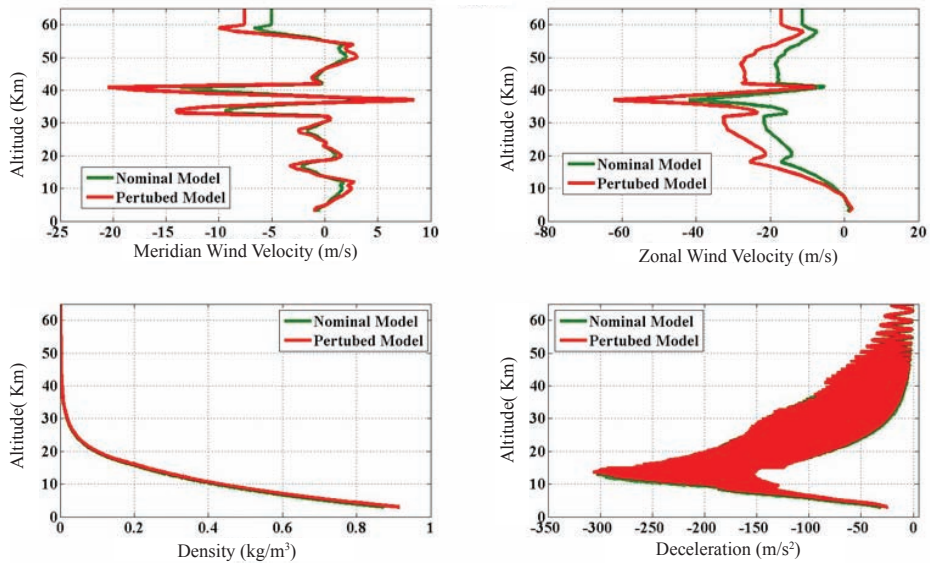 60
50
40
30
20
10
0
Altitude (Km)
Nominal Model
Pertubed Model
-25 -20 -15 -10 -5 0 5 10
Meridian Wind Velocity (m/s)
60
50
40
30
20
10
0
Altitude (Km)
Nominal Model
Pertubed Model
-80 -60 -40 -20 0 20
Zonal Wind Velocity (m/s)
60
50
40
30
20
10
0
Altitude( Km)
Nominal Model
Pertubed Model
0 0.2 0.4 0.6 0.8 1
Density (kg/m³)
60
50
40
30
20
10
0
Altitude( Km)
Nominal Model
Pertubed Model
-350 -300 -250 -200 -150 -100 -50 0
Deceleration (m/s²)